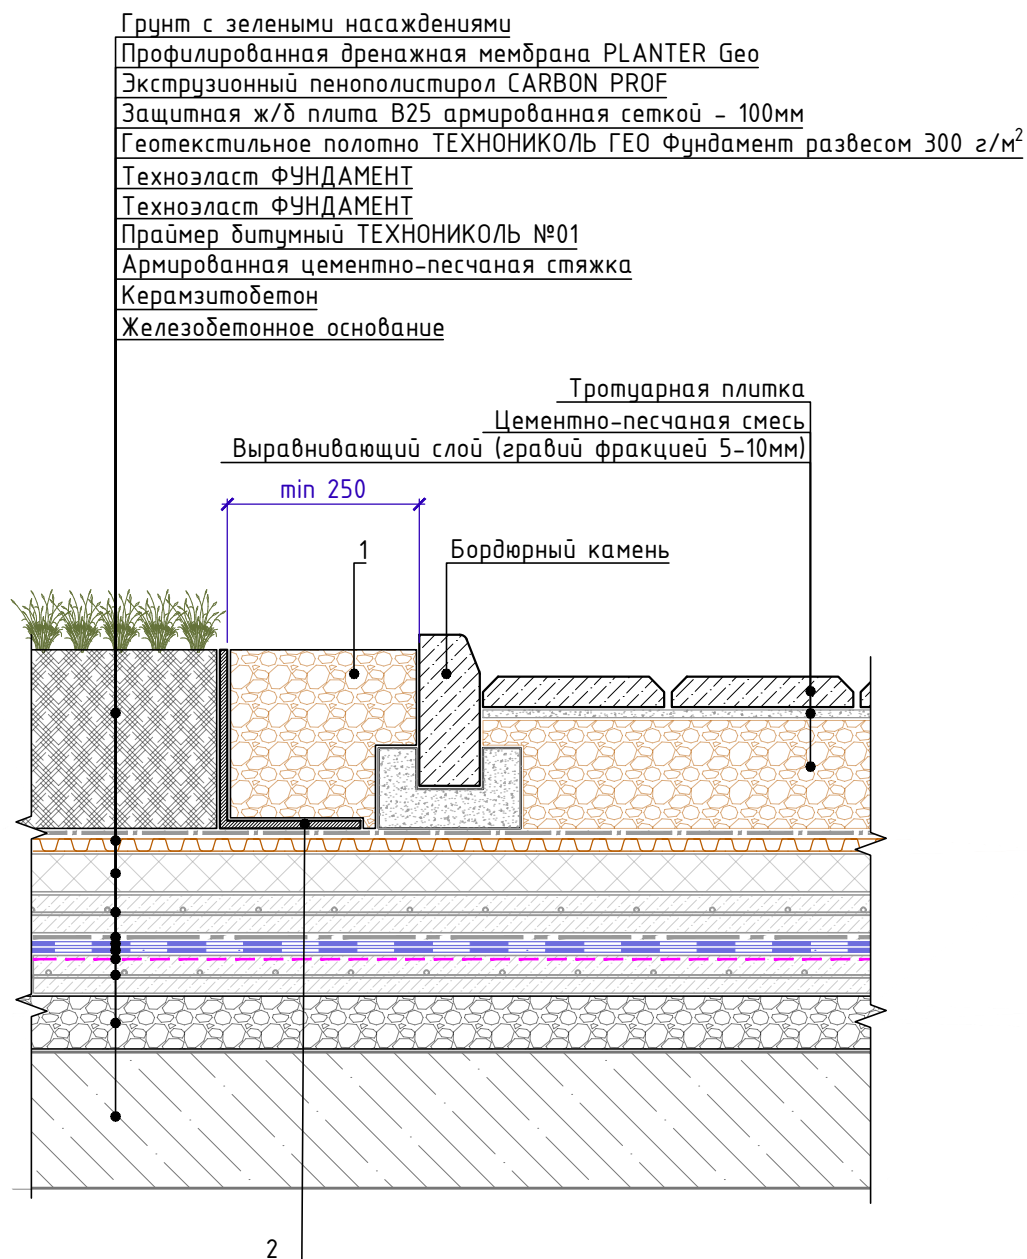 Грунт с зелеными насаждениями
Профилированная дренажная мембрана PLANTER Geo
Экструзионный пенополистирол CARBON PROF
Защитная ж/б плита В25 армированная сеткой - 100мм
Геотекстильное полотно ТЕХНОНИКОЛЬ ГЕО Фундамент развесом 300 г/м²
Техноэласт ФУНДАМЕНТ
Техноэласт ФУНДАМЕНТ
Праймер битумный ТЕХНОНИКОЛЬ №01
Армированная цементно-песчаная стяжка
Керамзитобетон
Железобетонное основание
Тротуарная плитка
Цементно-песчаная смесь
Выравнивающий слой (гравий фракцией 5-10мм)
min 250
1
Бордюрный камень
2